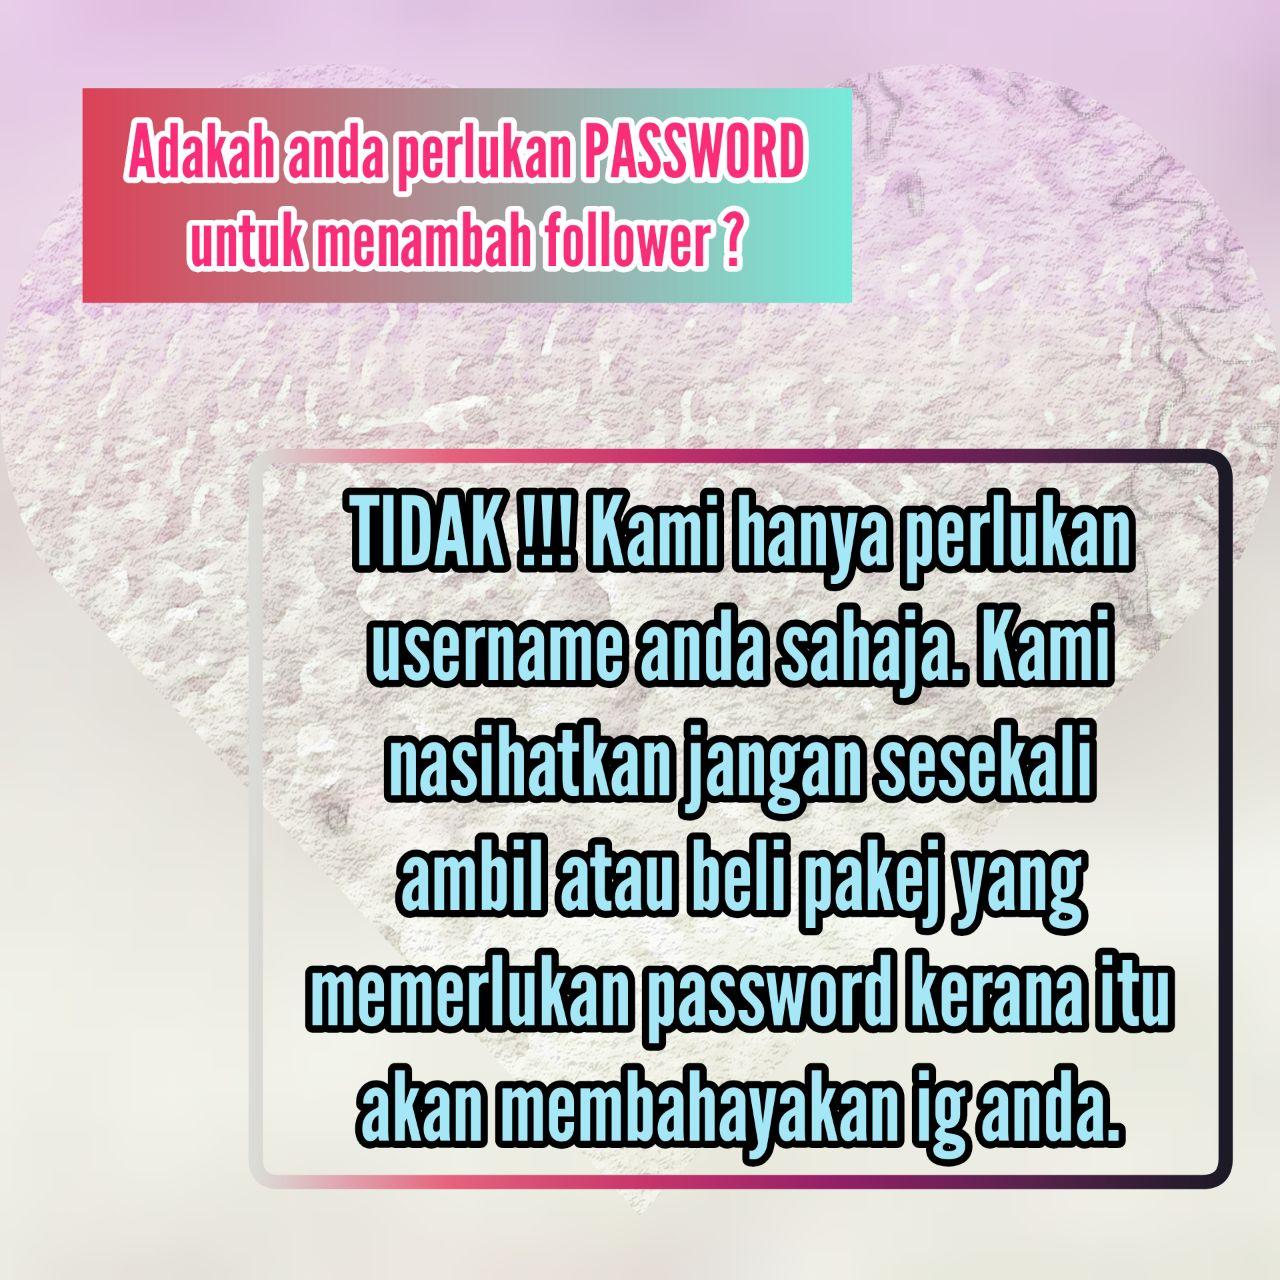 Adakah anda perlukan PASSWORD
untuk menambah follower ?
TIDAK !!! Kami hanya perlukan
username anda sahaja. Kami
nasihatkan jangan sesekali
ambil atau beli pakej yang
memerlukan password kerana itu
akan membahayakan ig anda.